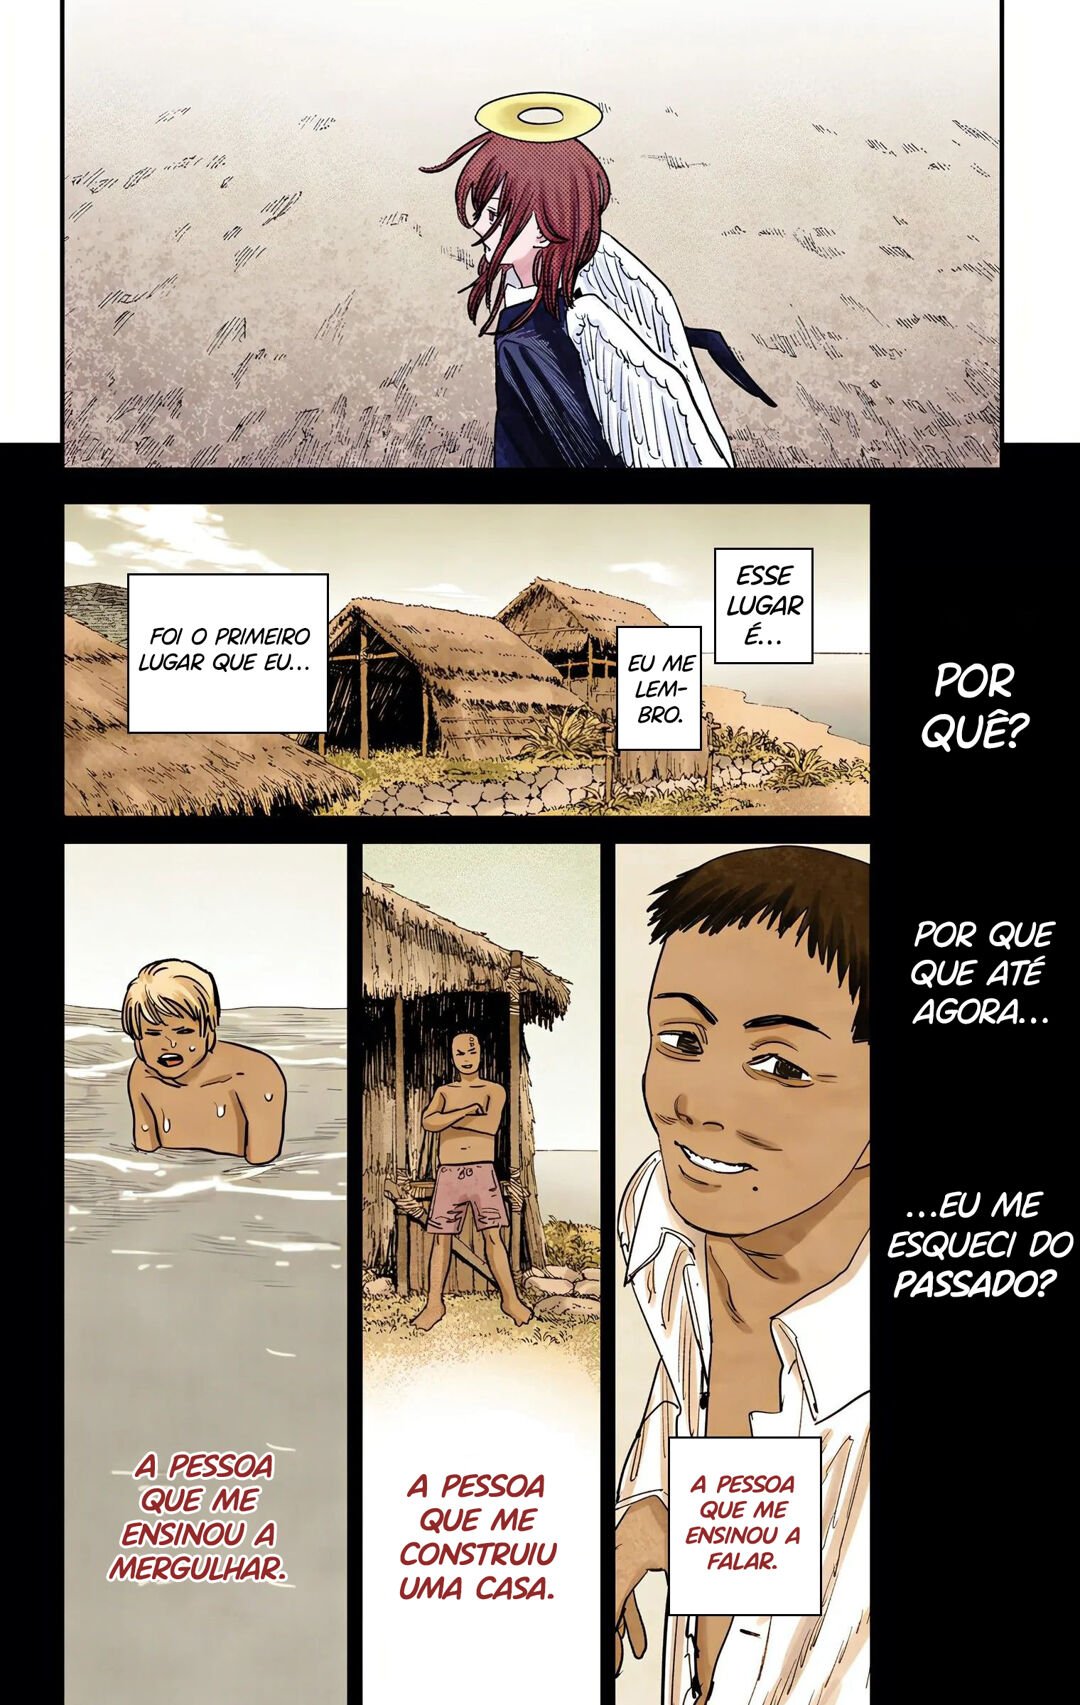 ESSE
LUGAR
É...
EU ME
LEM-
BRO.
FOI O PRIMEIRO
LUGAR QUE EU...
POR
QUÊ?
POR QUE
QUE ATÉ
AGORA...
...EU ME
ESQUECI DO
PASSADO?
A PESSOA
QUE ME
ENSINOU A
FALAR.
A PESSOA
QUE ME
CONSTRUIU
UMA CASA.
A PESSOA
QUE ME
ENSINOU A
MERGULHAR.